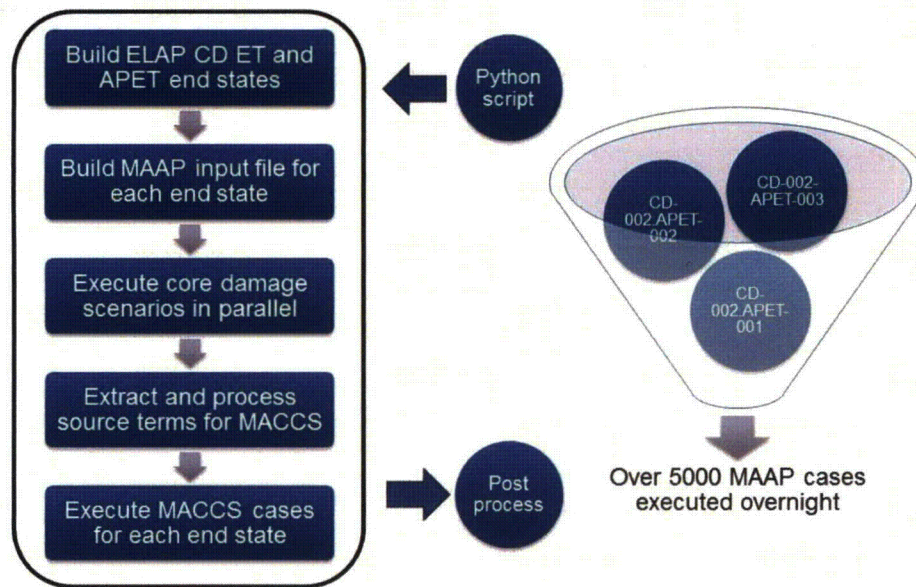 Build ELAP CD ET and
APET end states
Build MAAP input file for
each end state
Execute core damage
scenarios in parallel
Extract and process
source terms for MACCS
Execute MACCS cases
for each end state
Python
script
Post
process
CD-
002.APET-
002
CD-002-
APET-003
CD-
002.APET-
001
Over 5000 MAAP cases
executed overnight